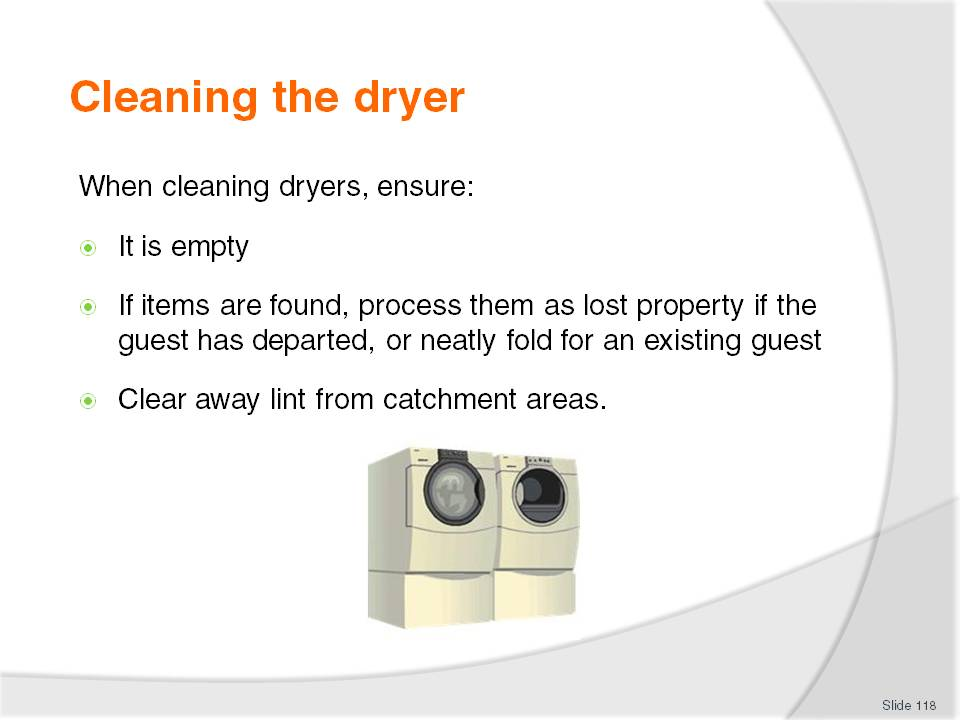 Cleaning the dryer
When cleaning dryers, ensure:
It is empty
If items are found, process them as lost property if the
guest has departed, or neatly fold for an existing guest
Clear away lint from catchment areas.
Slide 118